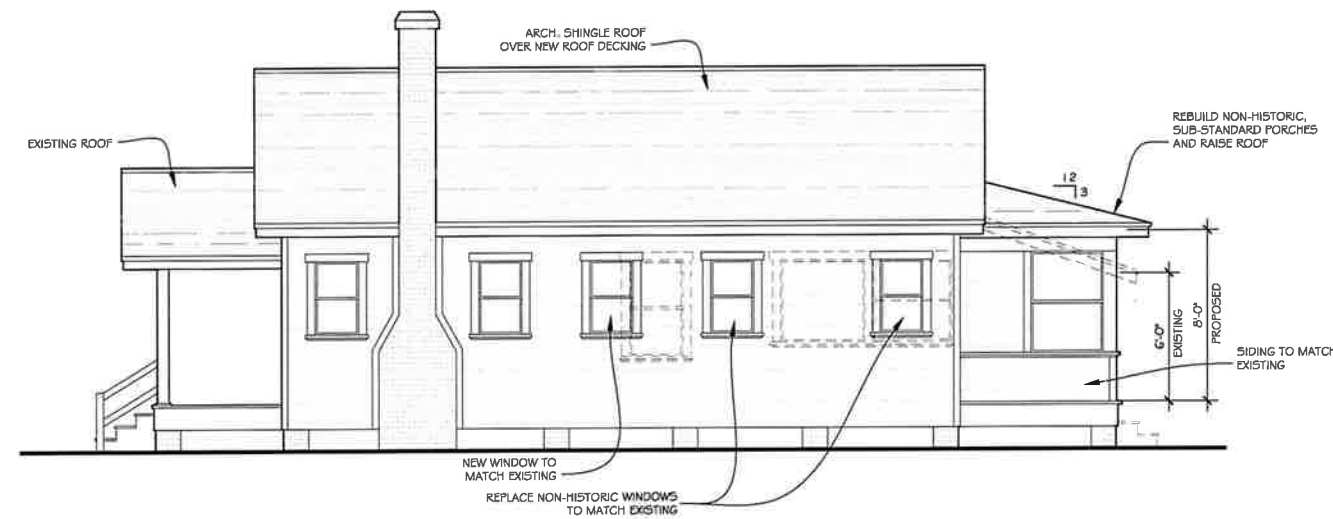 ARCH. SHINGLE ROOF
OVER NEW ROOF DECKING
EXISTING ROOF
REBUILD NON-HISTORIC,
SUB-STANDARD PORCHES
AND RAISE ROOF
12
3
6'-0"
EXISTING
8'-0"
PROPOSED
SIDING TO MATCH
EXISTING
NEW WINDOW TO
MATCH EXISTING
REPLACE NON-HISTORIC WINDOWS
TO MATCH EXISTING